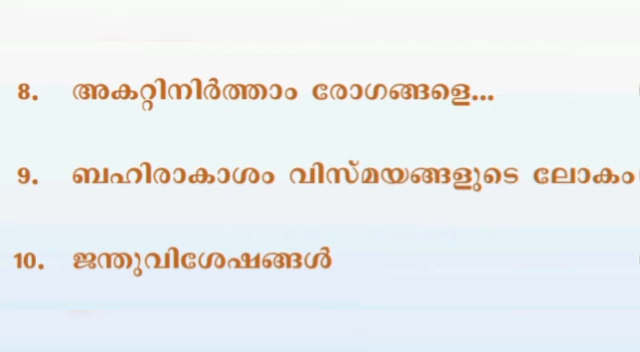 8. അകറ്റിനിർത്താം രോഗങ്ങളെ...
9. ബഹിരാകാശം വിസ്മയങ്ങളുടെ ലോകം
10. ജന്തുവിശേഷങ്ങൾ